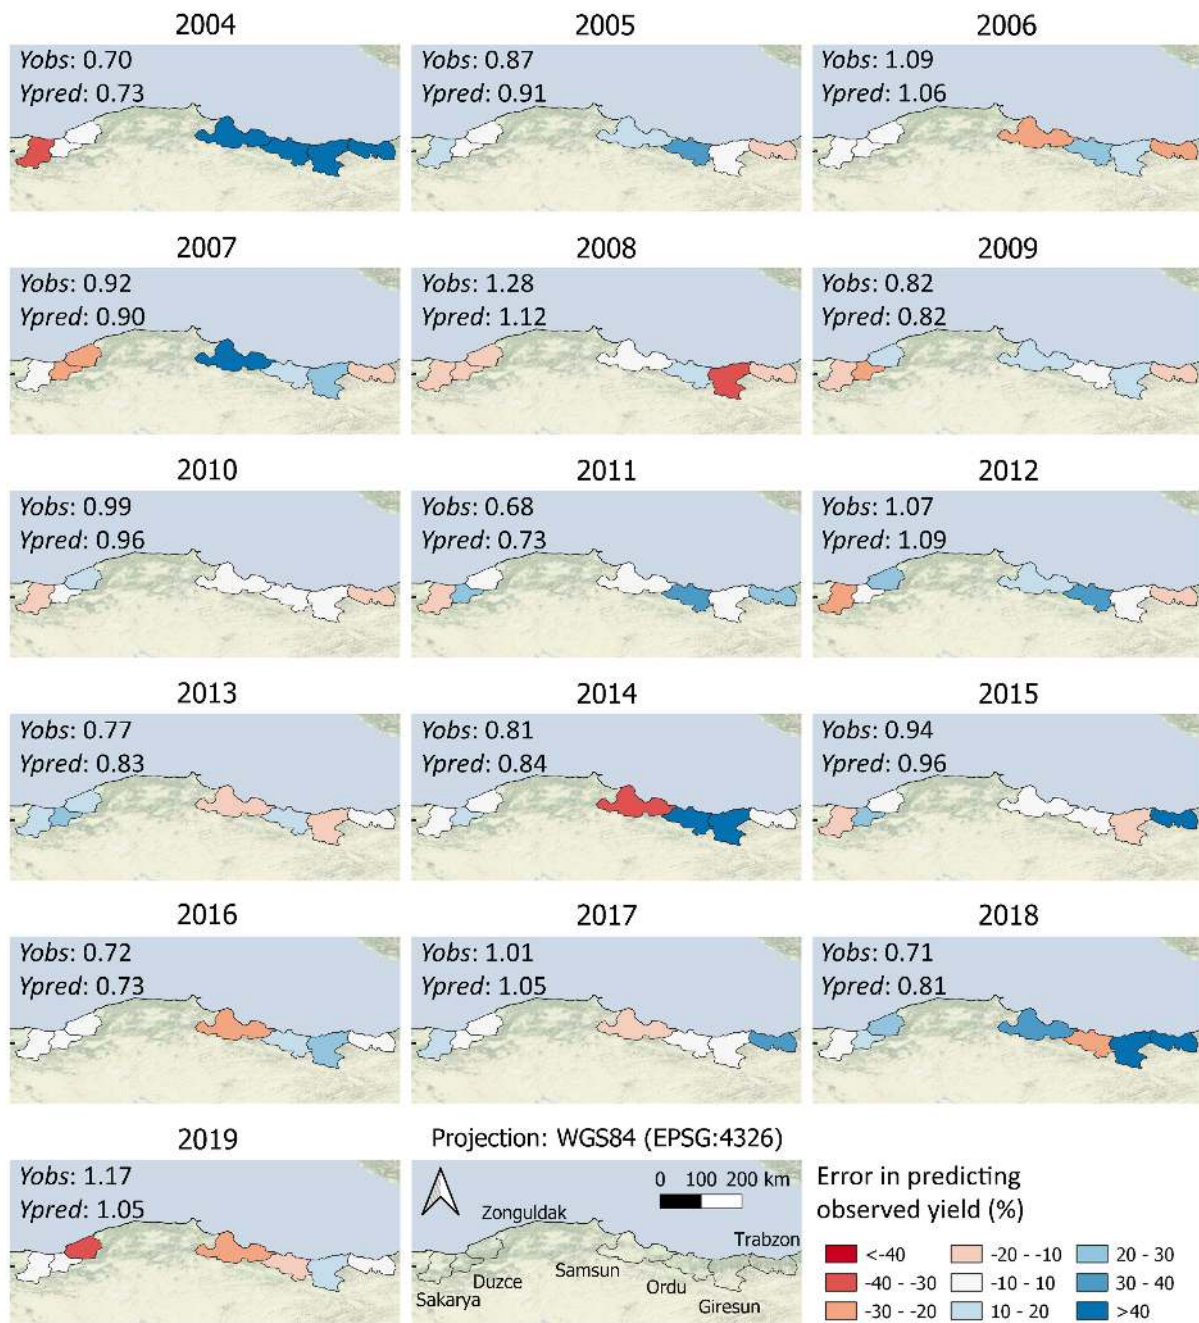 2004
Yobs: 0.70
Ypred: 0.73
2005
Yobs: 0.87
Ypred: 0.91
2006
Yobs: 1.09
Ypred: 1.06
2007
Yobs: 0.92
Ypred: 0.90
2008
Yobs: 1.28
Ypred: 1.12
2009
Yobs: 0.82
Ypred: 0.82
2010
Yobs: 0.99
Ypred: 0.96
2011
Yobs: 0.68
Ypred: 0.73
2012
Yobs: 1.07
Ypred: 1.09
2013
Yobs: 0.77
Ypred: 0.83
2014
Yobs: 0.81
Ypred: 0.84
2015
Yobs: 0.94
Ypred: 0.96
2016
Yobs: 0.72
Ypred: 0.73
2017
Yobs: 1.01
Ypred: 1.05
2018
Yobs: 0.71
Ypred: 0.81
2019
Yobs: 1.17
Ypred: 1.05
Projection: WGS84 (EPSG:4326)
0 100 200 km
Zonguldak
Trabzon
Duzce
Samsun
Sakarya
Ordu
Giresun
Error in predicting
observed yield (%)
<-40 -20 - -10 20 - 30
-40 - -30 -10 - 10 30 - 40
-30 - -20 10 - 20 >40